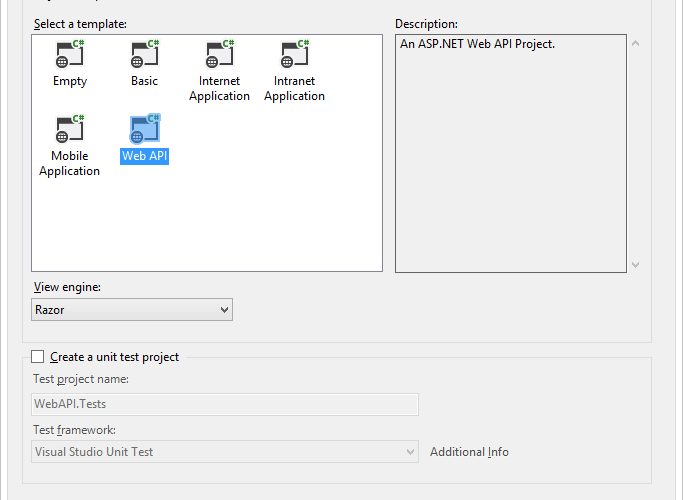 Select a template:
Description:
Empty
Basic
Internet
Application
Intranet
Application
Mobile
Application
Web API
An ASP.NET Web API Project.
View engine:
Razor
Create a unit test project
Test project name:
WebAPI.Tests
Test framework:
Visual Studio Unit Test
Additional Info